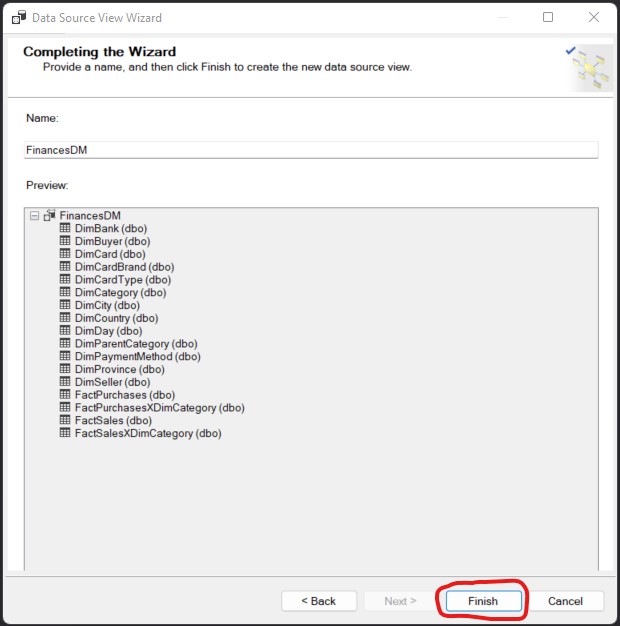 Data Source View Wizard
Completing the Wizard
Provide a name, and then click Finish to create the new data source view.
Name:
FinancesDM
Preview:
FinancesDM
DimBank (dbo)
DimBuyer (dbo)
DimCard (dbo)
DimCardBrand (dbo)
DimCardType (dbo)
DimCategory (dbo)
DimCity (dbo)
DimCountry (dbo)
DimDay (dbo)
DimParentCategory (dbo)
DimPaymentMethod (dbo)
DimProvince (dbo)
DimSeller (dbo)
FactPurchases (dbo)
FactPurchasesXDimCategory (dbo)
FactSales (dbo)
FactSalesXDimCategory (dbo)
< Back Next > Finish Cancel